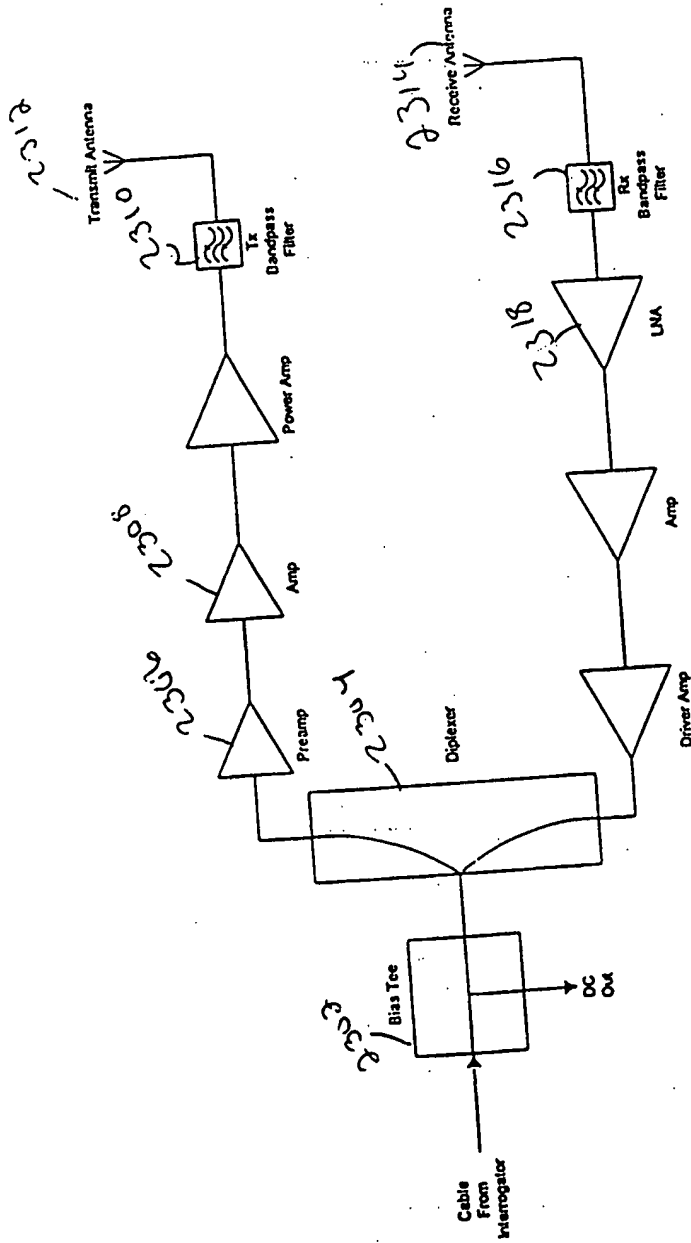 Cable
From
Interrogator
2303
Bias Tee
DC
Out
2304
Diplexer
2306
Preamp
2308
Amp
Power Amp
2310
Tx
Bandpass
Filter
2312
Transmit Antenna
2314
Receive Antenna
2316
Rx
Bandpass
Filter
2318
LNA
Amp
Driver Amp